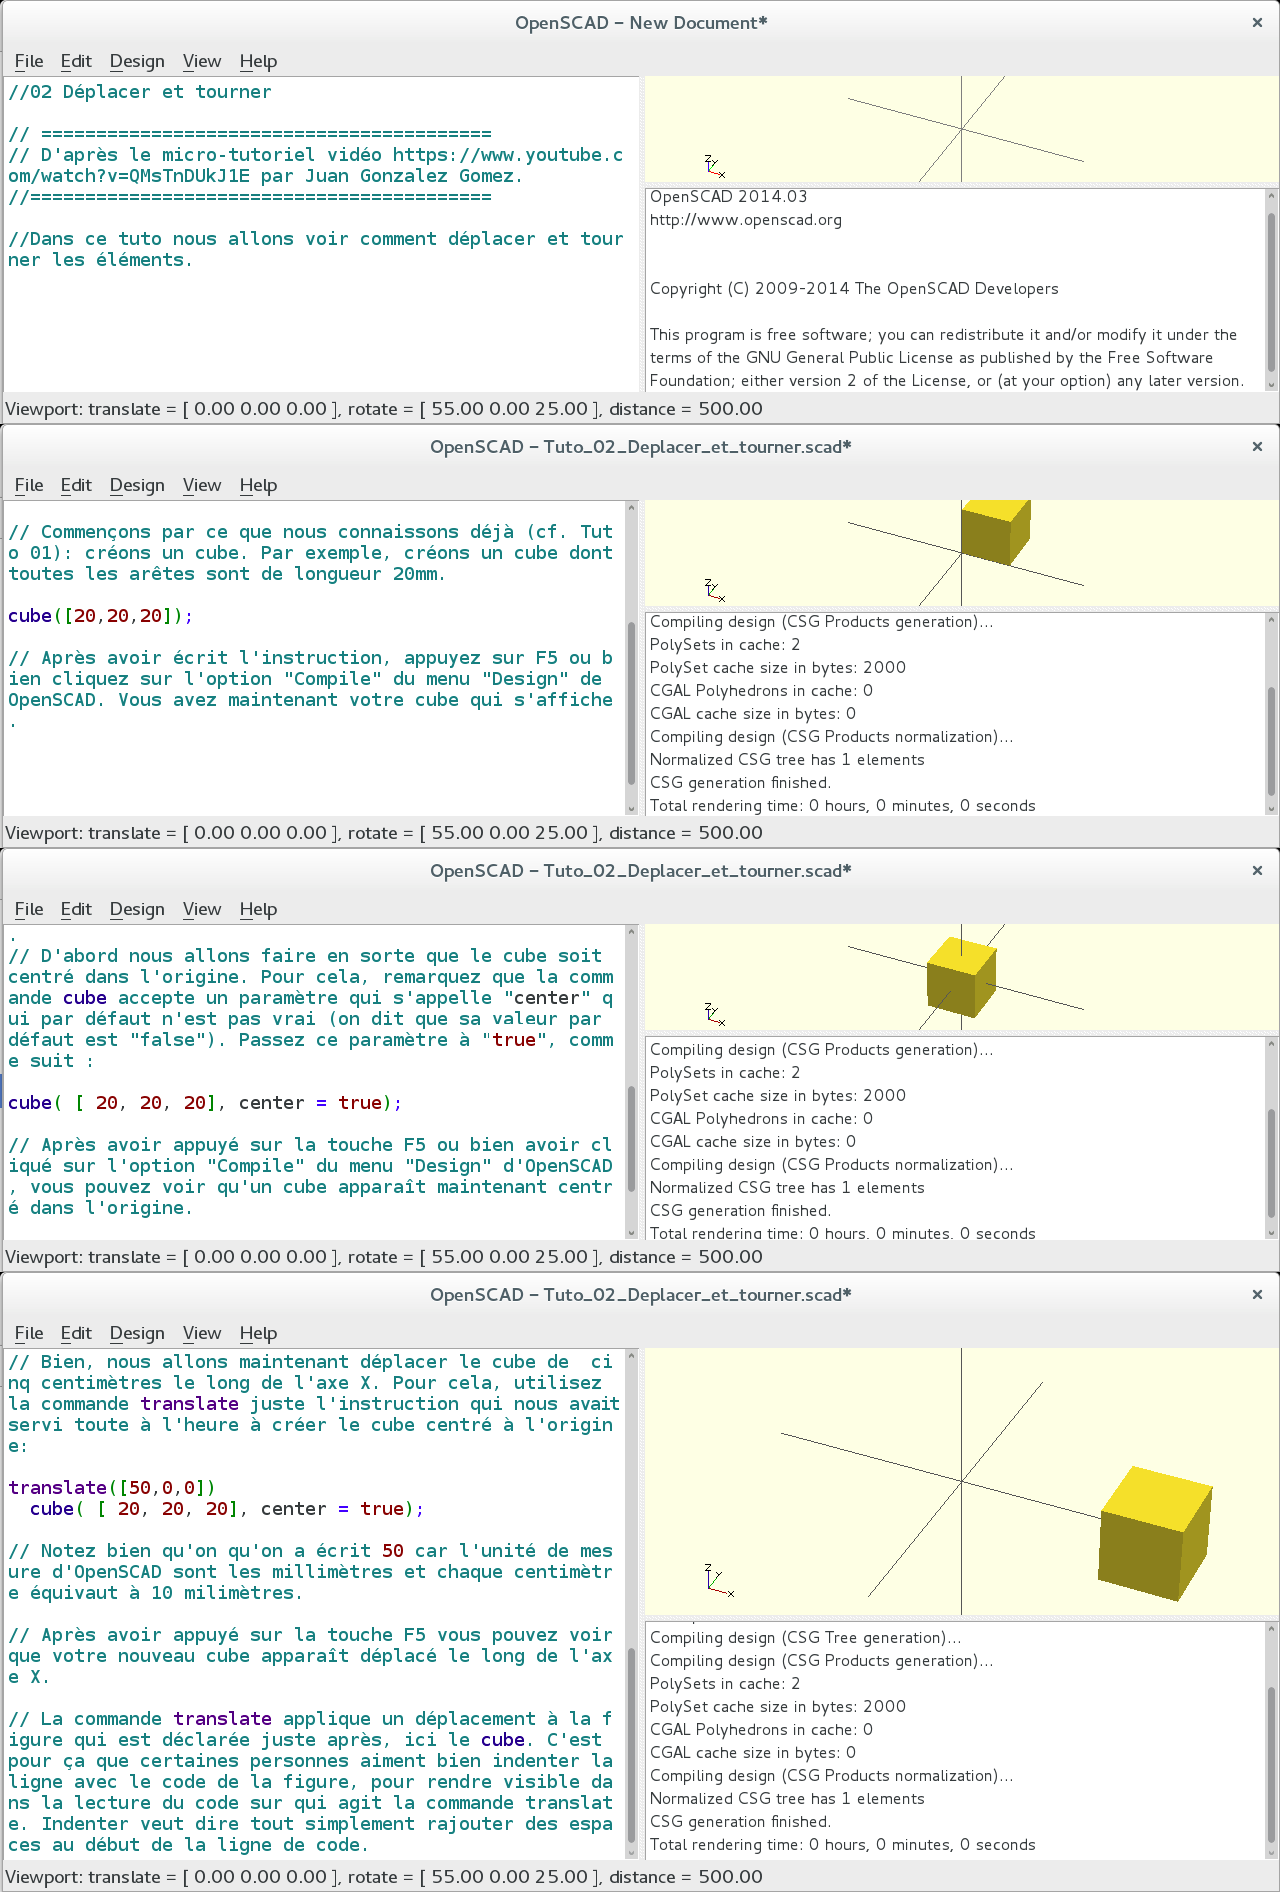 OpenSCAD – New Document*
×
File Edit Design View Help
//02 Déplacer et tourner
// =========================================
// D'après le micro-tutoriel vidéo https://www.youtube.c
om/watch?v=QMsTnDUkJ1E par Juan Gonzalez Gomez.
//==========================================
//Dans ce tuto nous allons voir comment déplacer et tour
ner les éléments.
Z
Y
X
OpenSCAD 2014.03
http://www.openscad.org
Copyright (C) 2009-2014 The OpenSCAD Developers
This program is free software; you can redistribute it and/or modify it under the
terms of the GNU General Public License as published by the Free Software
Foundation; either version 2 of the License, or (at your option) any later version.
Viewport: translate = [ 0.00 0.00 0.00 ], rotate = [ 55.00 0.00 25.00 ], distance = 500.00
OpenSCAD – Tuto_02_Deplacer_et_tourner.scad*
×
File Edit Design View Help
// Commençons par ce que nous connaissons déjà (cf. Tut
o 01): créons un cube. Par exemple, créons un cube dont
toutes les arêtes sont de longueur 20mm.
cube([20,20,20]);
// Après avoir écrit l'instruction, appuyez sur F5 ou b
ien cliquez sur l'option "Compile" du menu "Design" de
OpenSCAD. Vous avez maintenant votre cube qui s'affiche
.
Z
Y
X
Compiling design (CSG Products generation)...
PolySets in cache: 2
PolySet cache size in bytes: 2000
CGAL Polyhedrons in cache: 0
CGAL cache size in bytes: 0
Compiling design (CSG Products normalization)...
Normalized CSG tree has 1 elements
CSG generation finished.
Total rendering time: 0 hours, 0 minutes, 0 seconds
Viewport: translate = [ 0.00 0.00 0.00 ], rotate = [ 55.00 0.00 25.00 ], distance = 500.00
OpenSCAD – Tuto_02_Deplacer_et_tourner.scad*
×
File Edit Design View Help
.
// D'abord nous allons faire en sorte que le cube soit
centré dans l'origine. Pour cela, remarquez que la comm
ande cube accepte un paramètre qui s'appelle "center" q
ui par défaut n'est pas vrai (on dit que sa valeur par
défaut est "false"). Passez ce paramètre à "true", comm
e suit :
cube( [ 20, 20, 20], center = true);
// Après avoir appuyé sur la touche F5 ou bien avoir cl
iqué sur l'option "Compile" du menu "Design" d'OpenSCAD
, vous pouvez voir qu'un cube apparaît maintenant centr
é dans l'origine.
Z
Y
X
Compiling design (CSG Products generation)...
PolySets in cache: 2
PolySet cache size in bytes: 2000
CGAL Polyhedrons in cache: 0
CGAL cache size in bytes: 0
Compiling design (CSG Products normalization)...
Normalized CSG tree has 1 elements
CSG generation finished.
Total rendering time: 0 hours, 0 minutes, 0 seconds
Viewport: translate = [ 0.00 0.00 0.00 ], rotate = [ 55.00 0.00 25.00 ], distance = 500.00
OpenSCAD – Tuto_02_Deplacer_et_tourner.scad*
×
File Edit Design View Help
// Bien, nous allons maintenant déplacer le cube de  ci
nq centimètres le long de l'axe X. Pour cela, utilisez
la commande translate juste l'instruction qui nous avait
servi toute à l'heure à créer le cube centré à l'origin
e:
translate([50,0,0])
  cube( [ 20, 20, 20], center = true);
// Notez bien qu'on qu'on a écrit 50 car l'unité de mes
ure d'OpenSCAD sont les millimètres et chaque centimètr
e équivaut à 10 milimètres.
// Après avoir appuyé sur la touche F5 vous pouvez voir
que votre nouveau cube apparaît déplacé le long de l'ax
e X.
// La commande translate applique un déplacement à la f
igure qui est déclarée juste après, ici le cube. C'est
pour ça que certaines personnes aiment bien indenter la
ligne avec le code de la figure, pour rendre visible da
ns la lecture du code sur qui agit la commande translat
e. Indenter veut dire tout simplement rajouter des espa
ces au début de la ligne de code.
Z
Y
X
Compiling design (CSG Tree generation)...
Compiling design (CSG Products generation)...
PolySets in cache: 2
PolySet cache size in bytes: 2000
CGAL Polyhedrons in cache: 0
CGAL cache size in bytes: 0
Compiling design (CSG Products normalization)...
Normalized CSG tree has 1 elements
CSG generation finished.
Total rendering time: 0 hours, 0 minutes, 0 seconds
Viewport: translate = [ 0.00 0.00 0.00 ], rotate = [ 55.00 0.00 25.00 ], distance = 500.00